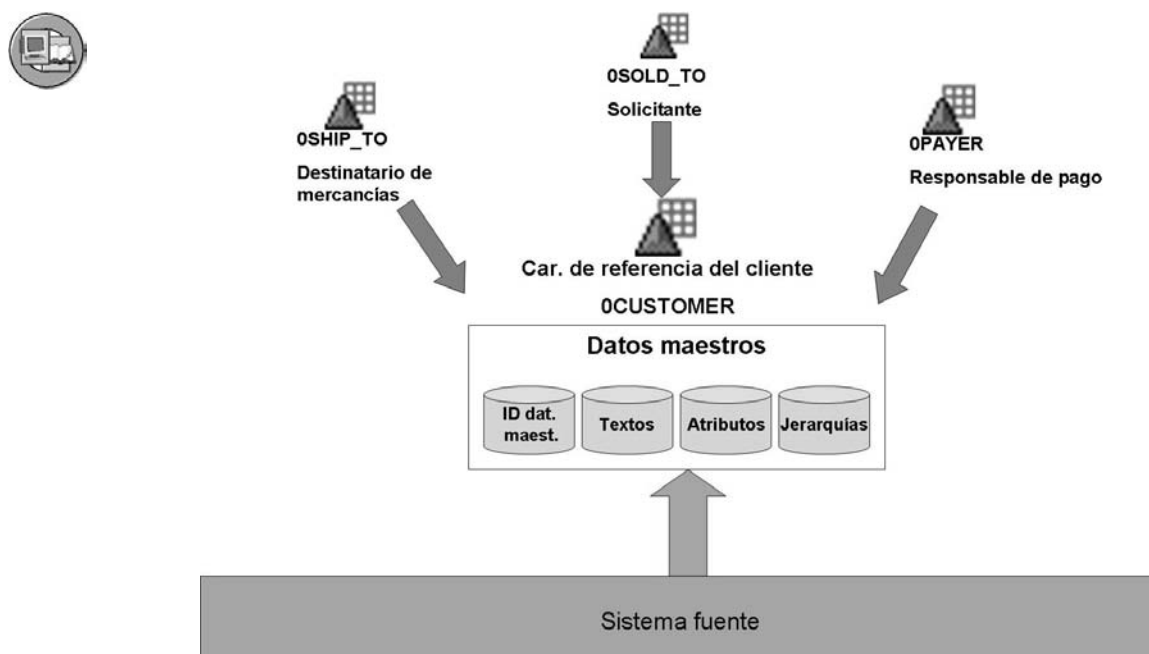 0SOLD_TO
Solicitante
0SHIP_TO
Destinatario de
mercancías
0PAYER
Responsable de pago
Car. de referencia del cliente
0CUSTOMER
Datos maestros
ID dat.
maest.
Textos
Atributos
Jerarquías
Sistema fuente